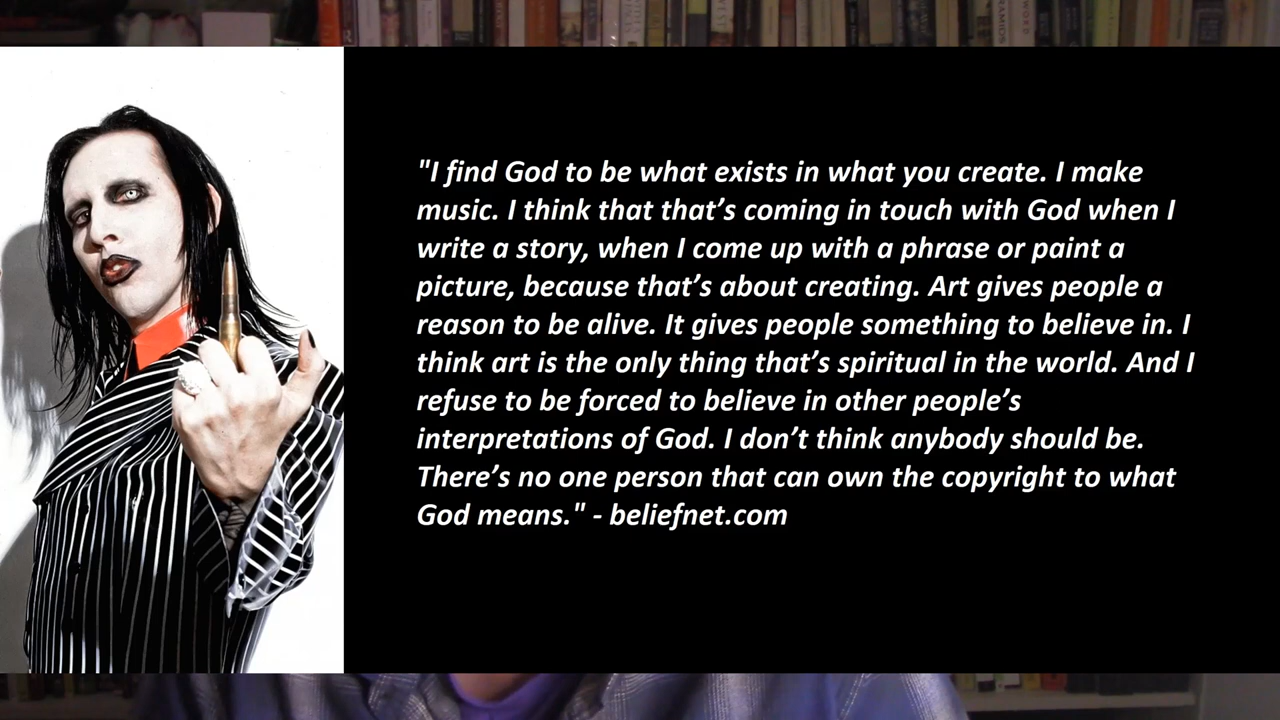 "I find God to be what exists in what you create. I make
music. I think that that’s coming in touch with God when I
write a story, when I come up with a phrase or paint a
picture, because that’s about creating. Art gives people a
reason to be alive. It gives people something to believe in. I
think art is the only thing that’s spiritual in the world. And I
refuse to be forced to believe in other people’s
interpretations of God. I don’t think anybody should be.
There’s no one person that can own the copyright to what
God means." - beliefnet.com